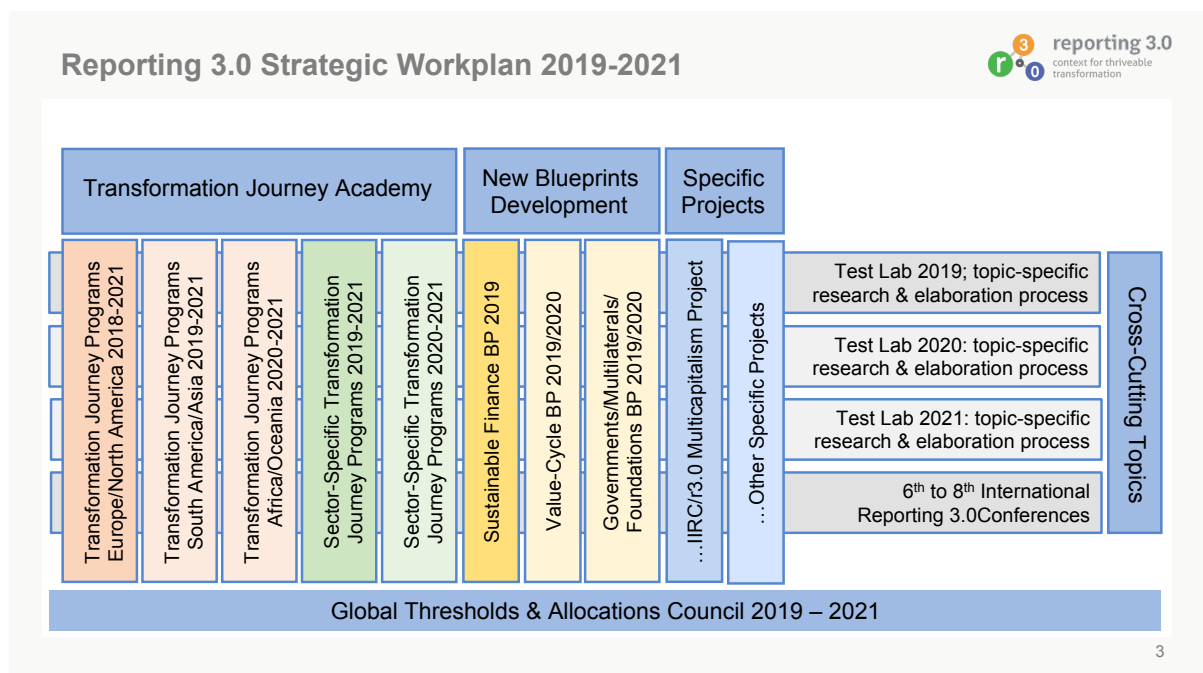 Reporting 3.0 Strategic Workplan 2019-2021
r
3
0
reporting 3.0
context for thriveable
transformation
Transformation Journey Academy
New Blueprints
Development
Specific
Projects
Transformation Journey Programs
Europe/North America 2018-2021
Transformation Journey Programs
South America/Asia 2019-2021
Transformation Journey Programs
Africa/Oceania 2020-2021
Sector-Specific Transformation
Journey Programs 2019-2021
Sector-Specific Transformation
Journey Programs 2020-2021
Sustainable Finance BP 2019
Value-Cycle BP 2019/2020
Governments/Multilaterals/
Foundations BP 2019/2020
…IIRC/r3.0 Multicapitalism Project
…Other Specific Projects
Test Lab 2019; topic-specific
research & elaboration process
Test Lab 2020: topic-specific
research & elaboration process
Test Lab 2021: topic-specific
research & elaboration process
6th to 8th International
Reporting 3.0Conferences
Cross-Cutting Topics
Global Thresholds & Allocations Council 2019 – 2021
3